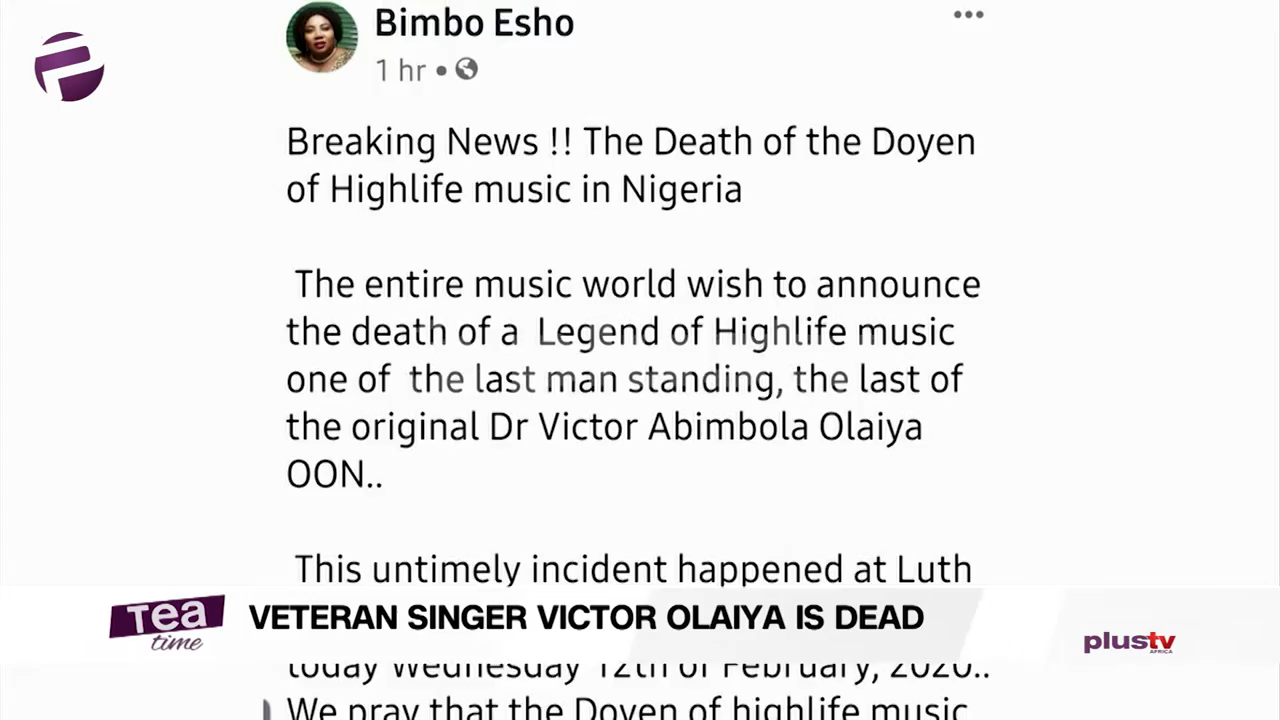 Bimbo Esho
1 hr •
Breaking News !! The Death of the Doyen
of Highlife music in Nigeria
The entire music world wish to announce
the death of a Legend of Highlife music
one of the last man standing, the last of
the original Dr Victor Abimbola Olaiya
OON..
This untimely incident happened at Luth
Tea
time
VETERAN SINGER VICTOR OLAIYA IS DEAD
plustv
AFRICA
today Wednesday 12th of February, 2020..
We pray that the Doyen of highlife music